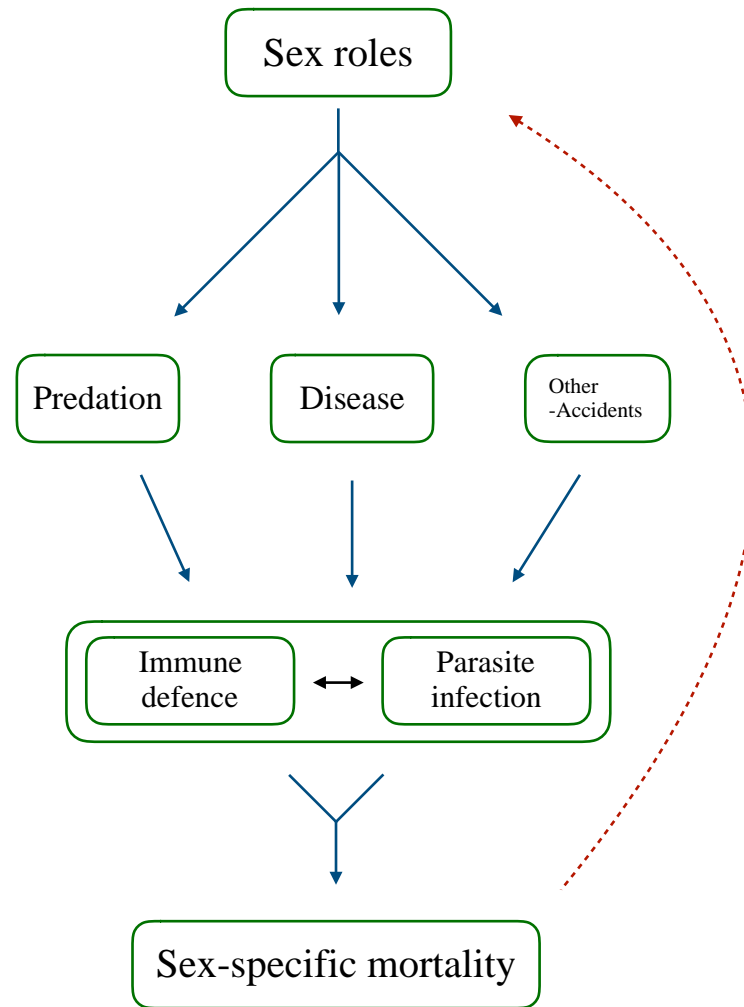 Sex roles
Predation
Disease
Other
-Accidents
Immune
defence
Parasite
infection
Sex-specific mortality